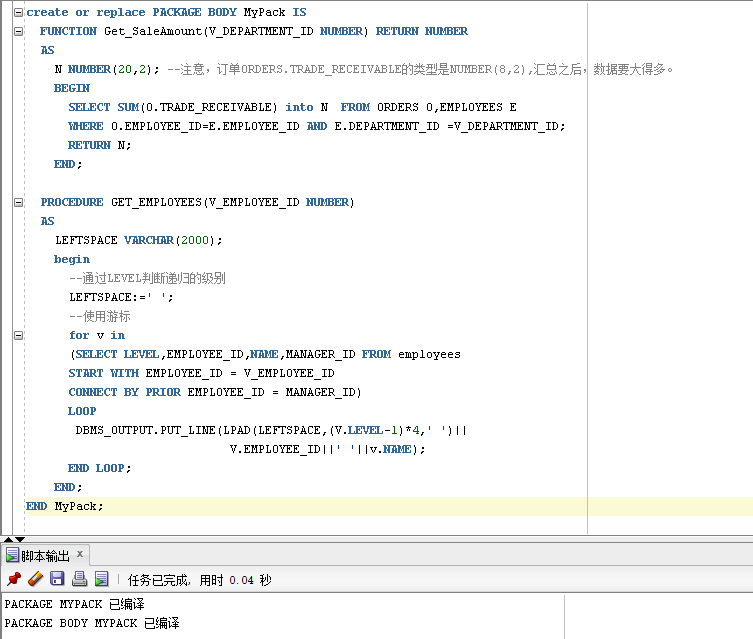 create or replace PACKAGE BODY MyPack IS
FUNCTION Get_SaleAmount(V_DEPARTMENT_ID NUMBER) RETURN NUMBER
AS
N NUMBER(20,2); --注意，订单ORDERS.TRADE_RECEIVABLE的类型是NUMBER(8,2),汇总之后，数据要大得多。
BEGIN
SELECT SUM(O.TRADE_RECEIVABLE) into N  FROM ORDERS O,EMPLOYEES E
WHERE O.EMPLOYEE_ID=E.EMPLOYEE_ID AND E.DEPARTMENT_ID =V_DEPARTMENT_ID;
RETURN N;
END;
PROCEDURE GET_EMPLOYEES(V_EMPLOYEE_ID NUMBER)
AS
LEFTSPACE VARCHAR(2000);
begin
--通过LEVEL判断递归的级别
LEFTSPACE:=' ';
--使用游标
for v in
(SELECT LEVEL,EMPLOYEE_ID,NAME,MANAGER_ID FROM employees
START WITH EMPLOYEE_ID = V_EMPLOYEE_ID
CONNECT BY PRIOR EMPLOYEE_ID = MANAGER_ID)
LOOP
DBMS_OUTPUT.PUT_LINE(LPAD(LEFTSPACE,(V.LEVEL-1)*4,' ')||
V.EMPLOYEE_ID||' '||v.NAME);
END LOOP;
END;
END MyPack;
脚本输出 x
任务已完成, 用时 0.04 秒
PACKAGE MYPACK 已编译
PACKAGE BODY MYPACK 已编译